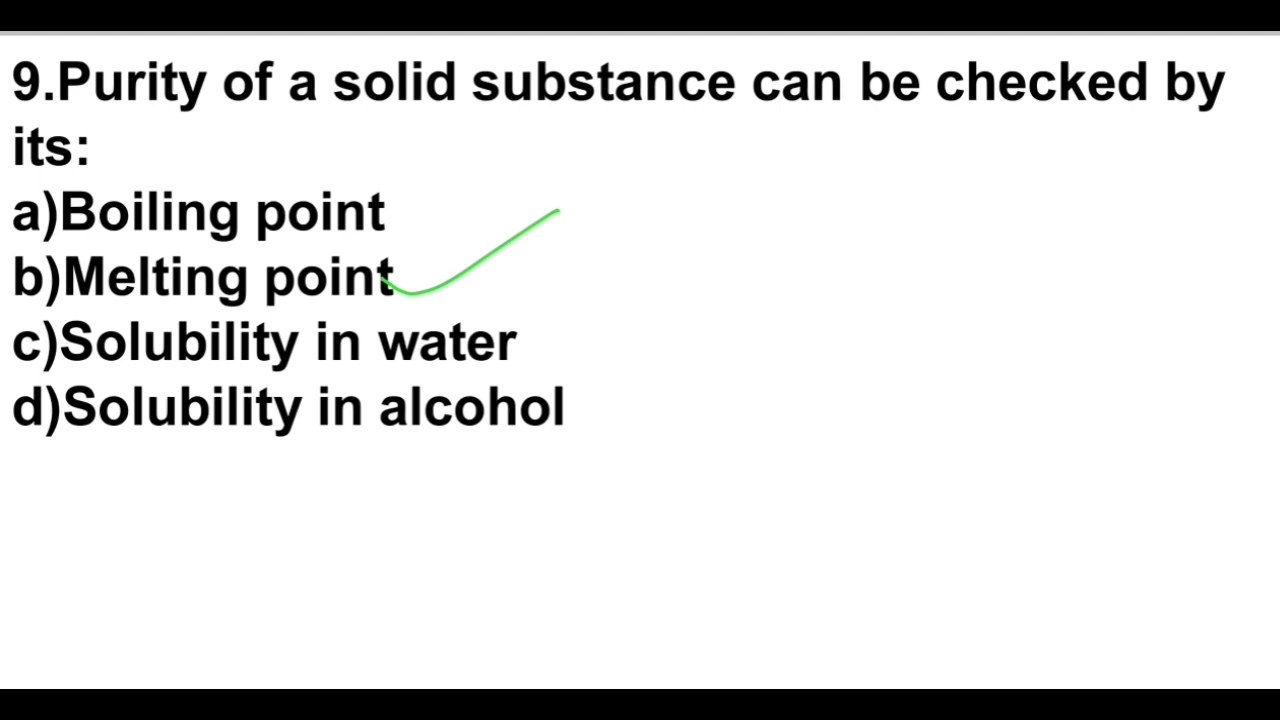 9.Purity of a solid substance can be checked by
its:
a)Boiling point
b)Melting point
c)Solubility in water
d)Solubility in alcohol